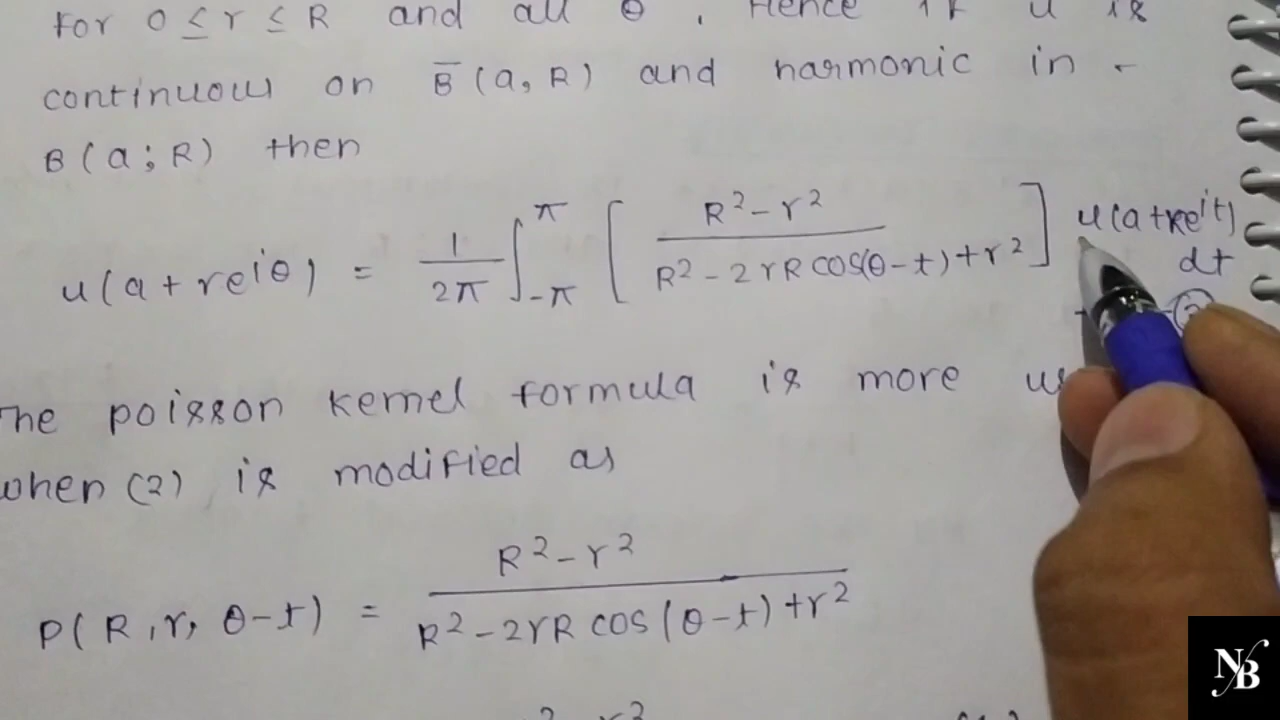 For 0 ≤ r ≤ R and all θ. Hence if u is
continuous on B̅(a, R) and harmonic in -
B(a; R) then
u(a+re^iθ) = 1/2π ∫_-π^π [ R²-r² / R²-2rR cos(θ-t)+r² ] u(a+Re^it)
dt
(2)
The poisson kernel formula is more
when (2) is modified as
P(R, r, θ-t) = R²-r² / R²-2rR cos(θ-t)+r²
NB